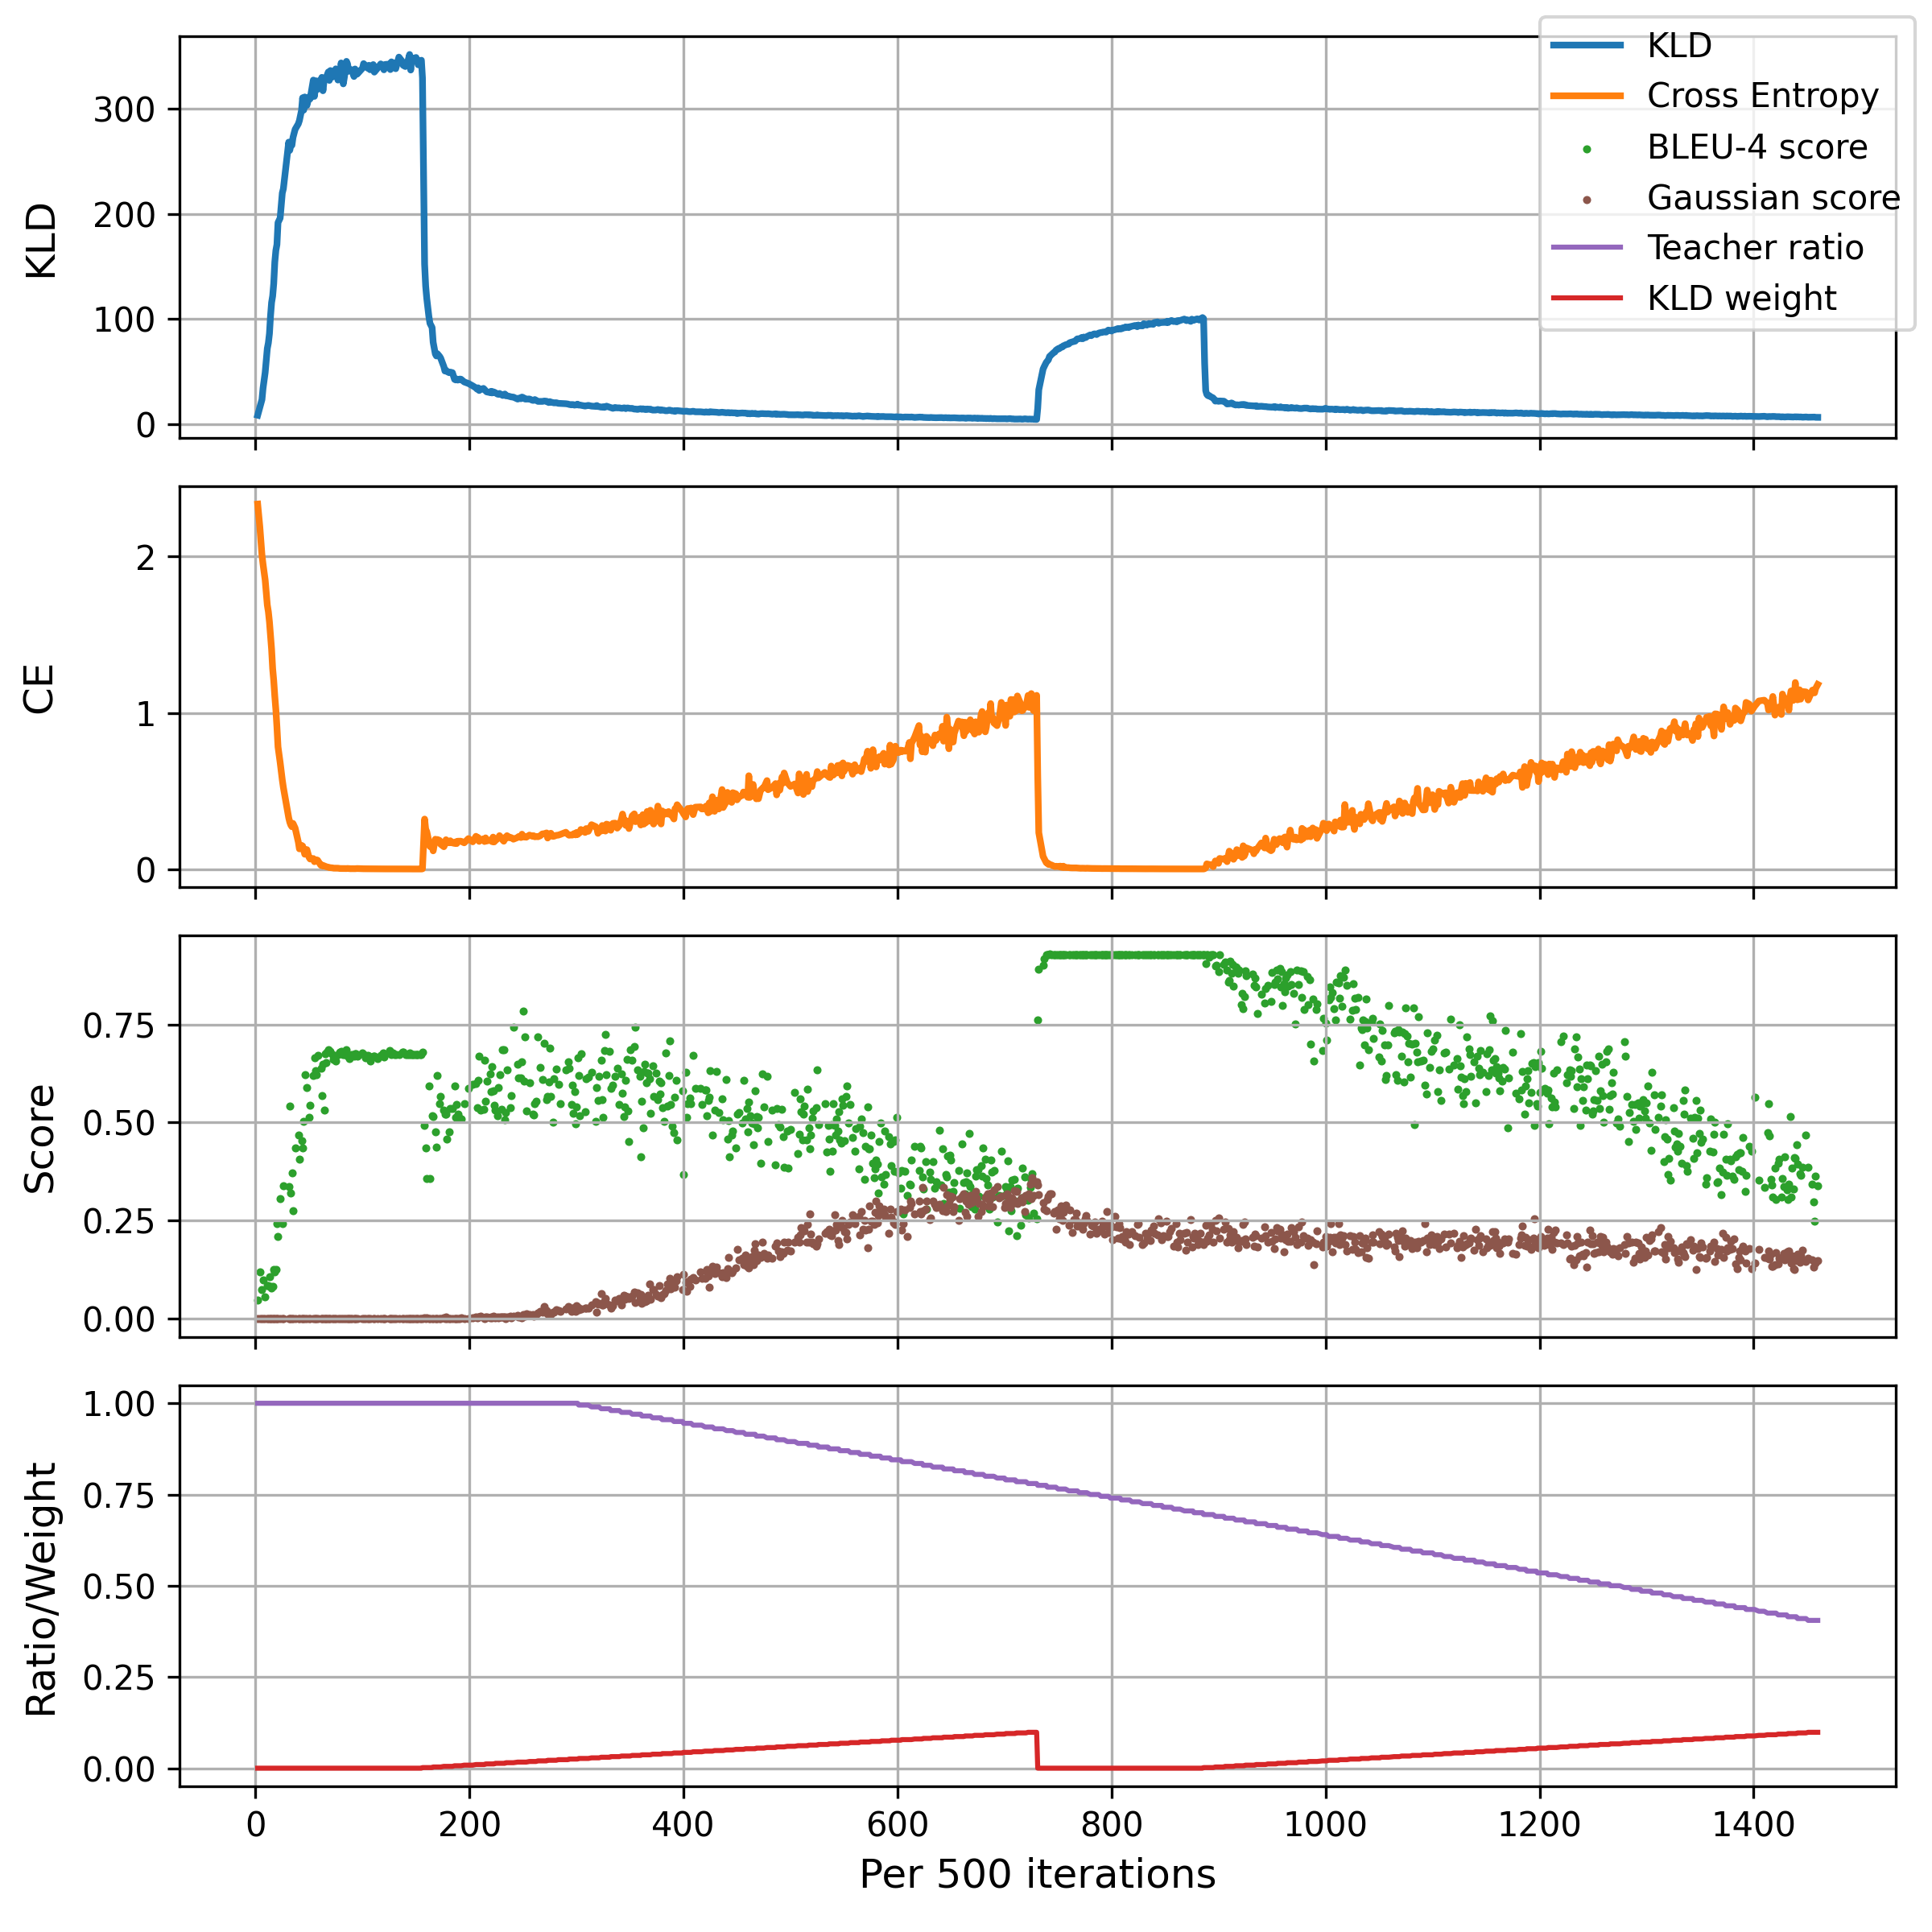 KLD
Cross Entropy
BLEU-4 score
Gaussian score
Teacher ratio
KLD weight
KLD
300
200
100
0
CE
2
1
0
Score
0.75
0.50
0.25
0.00
Ratio/Weight
1.00
0.75
0.50
0.25
0.00
0 200 400 600 800 1000 1200 1400
Per 500 iterations